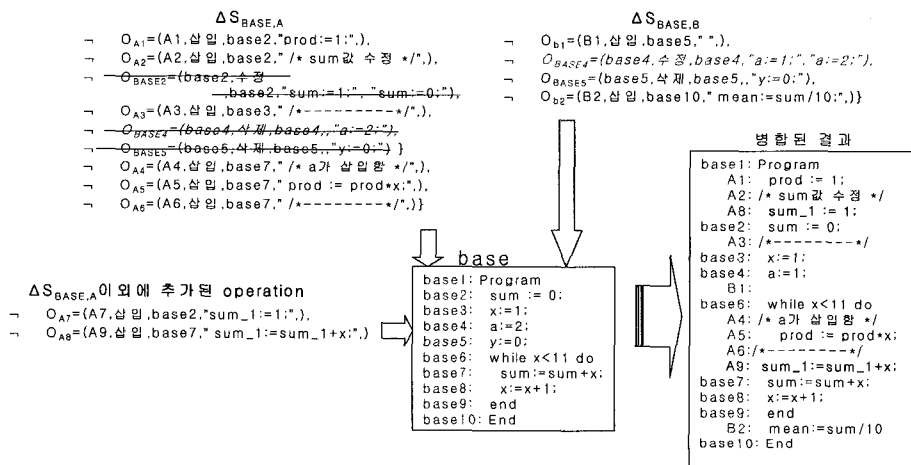 ΔS_BASE,A
¬ O_A1=(A1,삽입,base2,"prod:=1;",),
¬ O_A2=(A2,삽입,base2," /* sum값 수정 */",),
¬ O_BASE2=(base2,수정
,base2,"sum:=1;", "sum:=0;"),
¬ O_A3=(A3,삽입,base3," /*---------*/",),
¬ O_BASE4=(base4,삭제,base4,,"a:=2;"),
¬ O_BASE5=(base5,삭제,base5,,"y:=0;") }
¬ O_A4=(A4,삽입,base7," /* a가 삽입함 */",),
¬ O_A5=(A5,삽입,base7," prod := prod*x;",),
¬ O_A6=(A6,삽입,base7," /*---------*/",)}
ΔS_BASE,B
¬ O_b1=(B1,삽입,base5," ",),
¬ O_BASE4=(base4,수정,base4,"a:=1;","a:=2;"),
¬ O_BASE5=(base5,삭제,base5,,"y:=0;"),
¬ O_b2=(B2,삽입,base10," mean:=sum/10;",)}
ΔS_BASE,A이외에 추가된 operation
¬ O_A7=(A7,삽입,base2,"sum_1:=1;",),
¬ O_A8=(A9,삽입,base7," sum_1:=sum_1+x;",)
base
base1: Program
base2: sum := 0;
base3: x:=1;
base4: a:=2;
base5: y:=0;
base6: while x<11 do
base7: sum:=sum+x;
base8: x:=x+1;
base9: end
base10: End
병합된 결과
base1: Program
A1: prod := 1;
A2: /* sum값 수정 */
A8: sum_1 := 1;
base2: sum := 0;
A3: /*---------*/
base3: x:=1;
base4: a:=1;
B1:
base6: while x<11 do
A4: /* a가 삽입함 */
A5: prod := prod*x;
A6:/*---------*/
A9: sum_1:=sum_1+x;
base7: sum:=sum+x;
base8: x:=x+1;
base9: end
B2: mean:=sum/10
base10: End